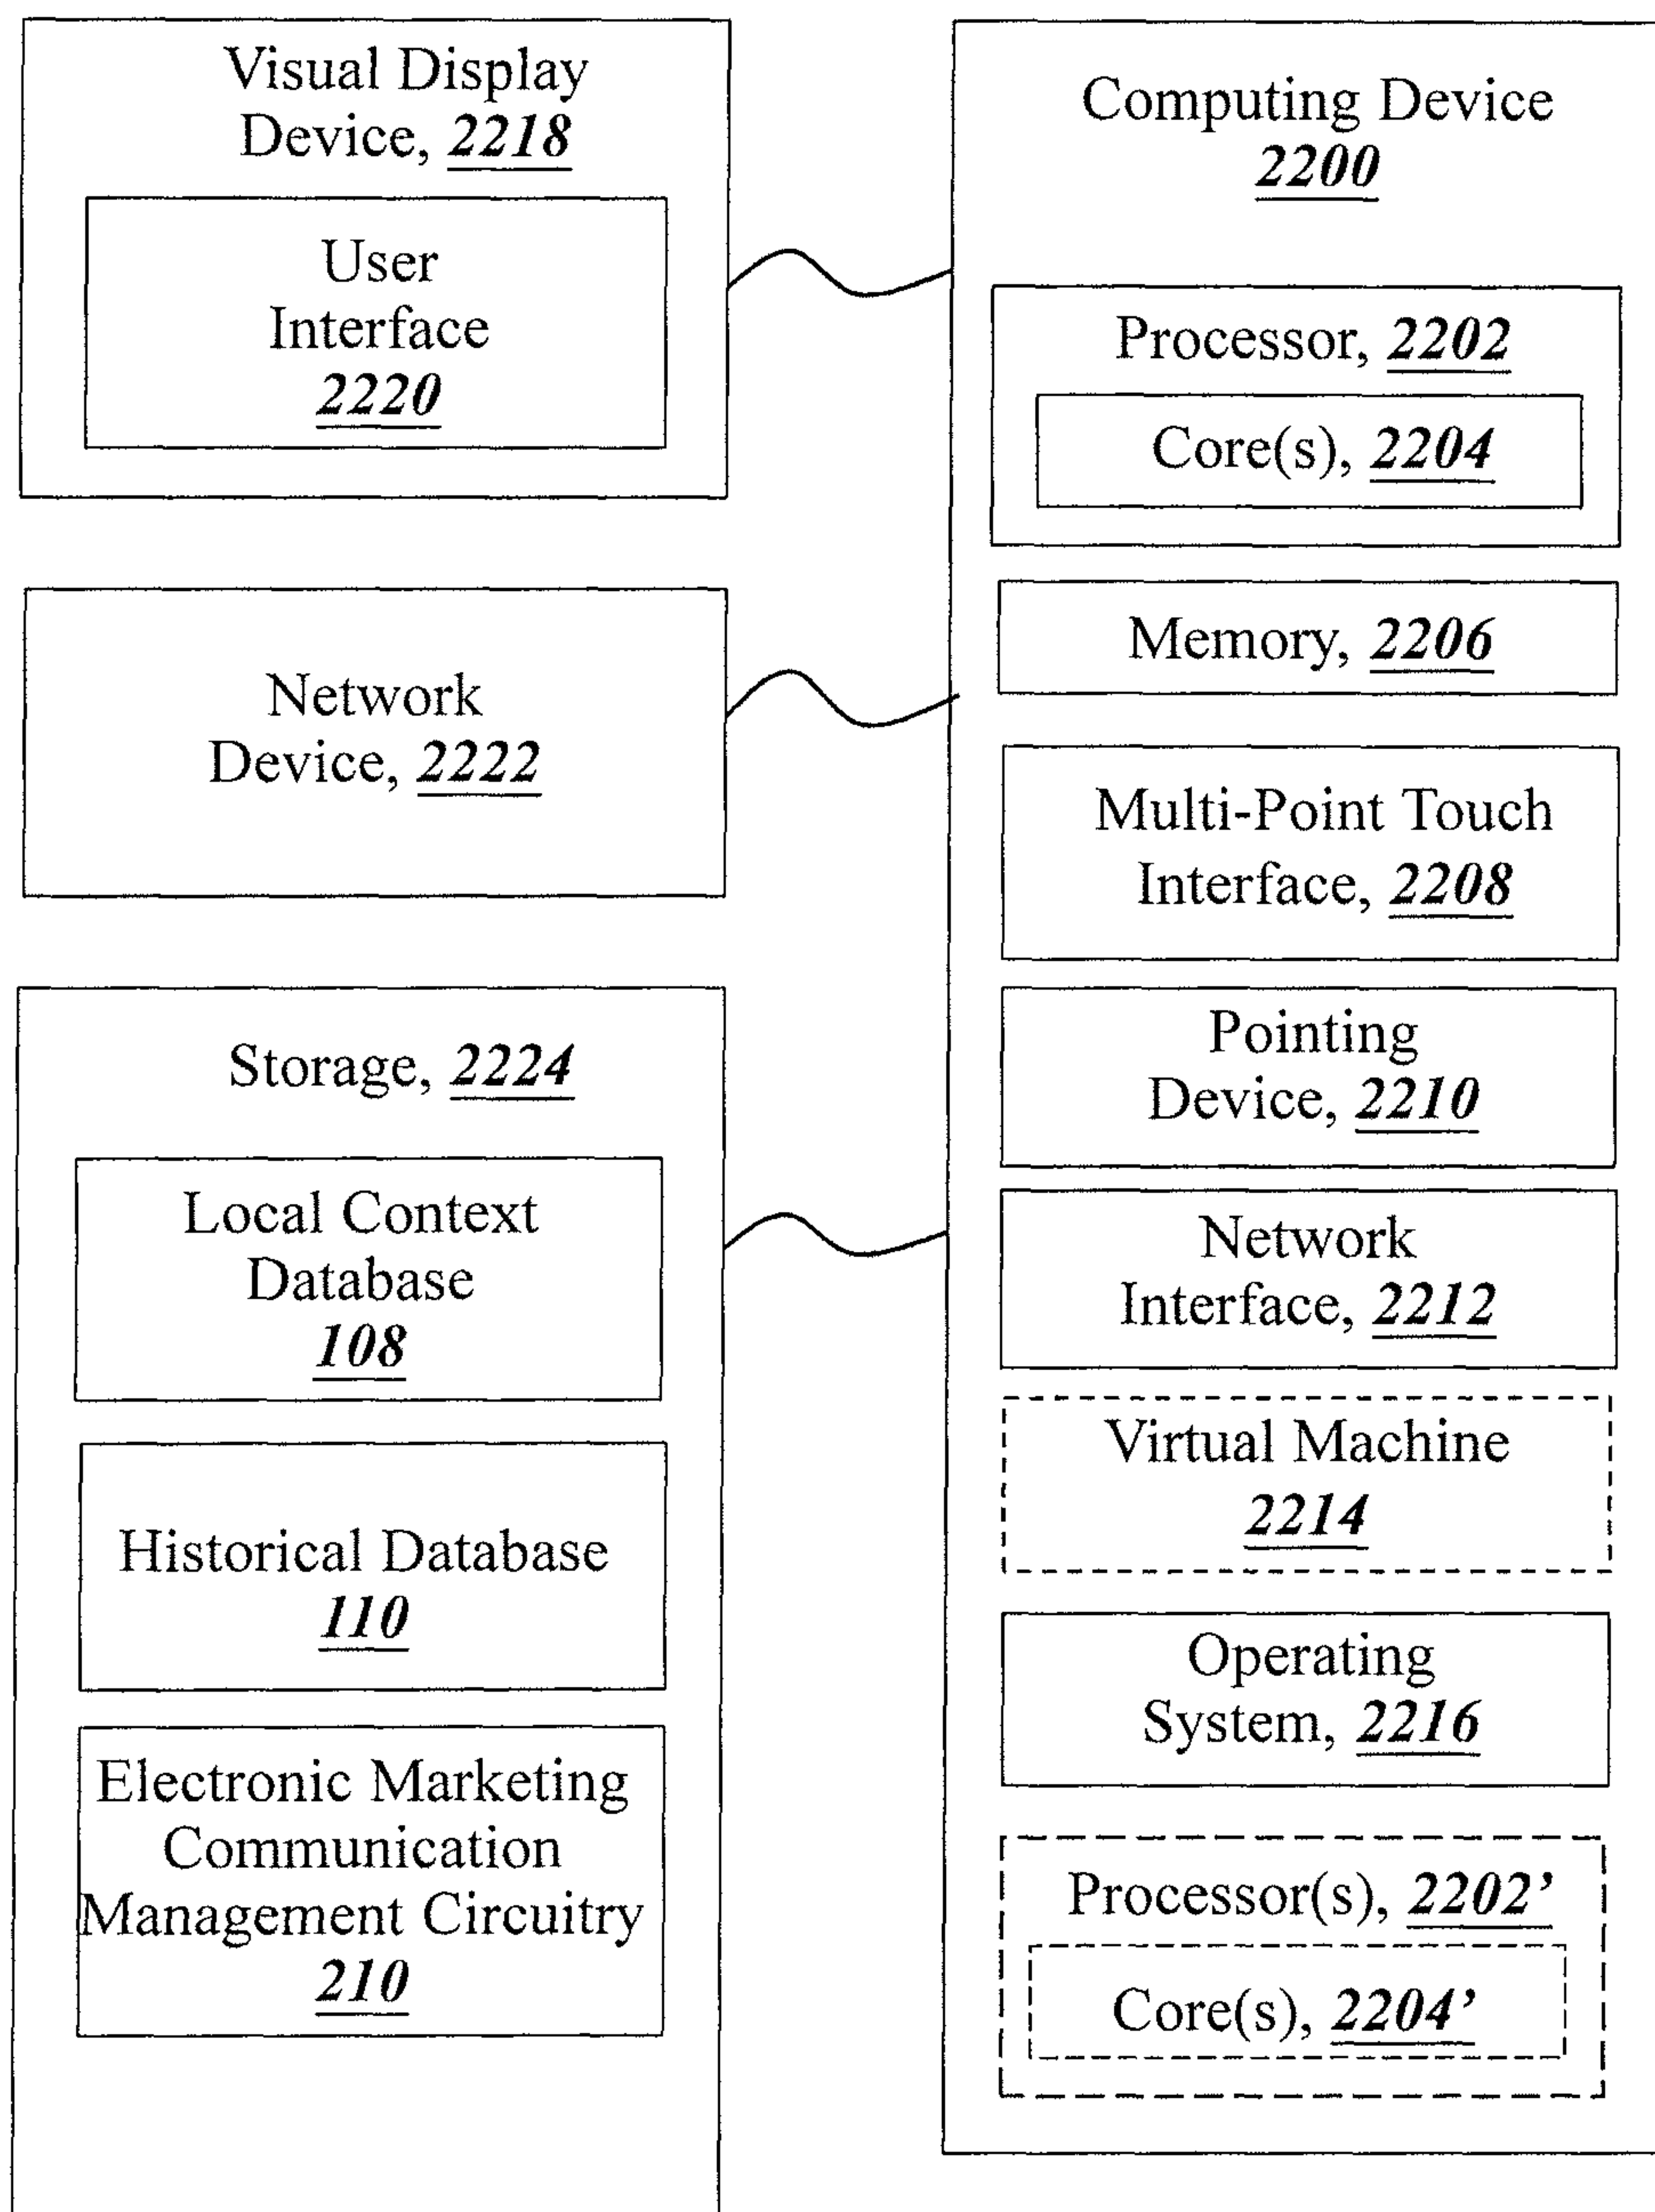 Visual Display
Device, 2218
User
Interface
2220
Network
Device, 2222
Storage, 2224
Local Context
Database
108
Historical Database
110
Electronic Marketing
Communication
Management Circuitry
210
Computing Device
2200
Processor, 2202
Core(s), 2204
Memory, 2206
Multi-Point Touch
Interface, 2208
Pointing
Device, 2210
Network
Interface, 2212
Virtual Machine
2214
Operating
System, 2216
Processor(s), 2202’
Core(s), 2204’